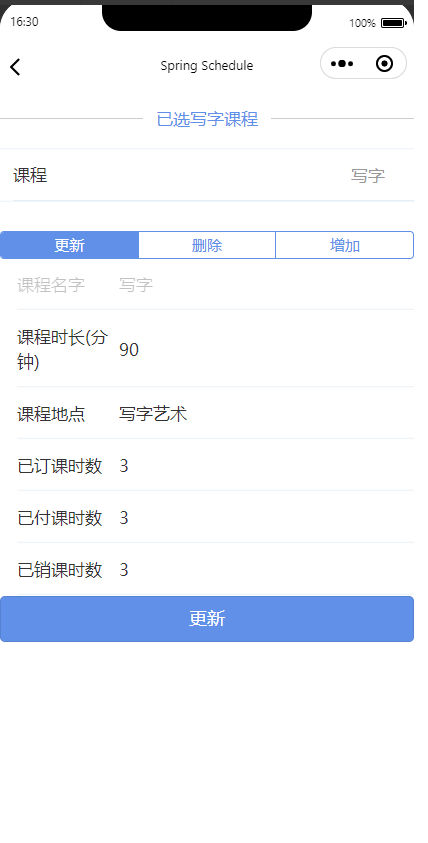 16:30
100%
Spring Schedule
已选写字课程
课程 写字
更新 删除 增加
课程名字 写字
课程时长(分
钟) 90
课程地点 写字艺术
已订课时数 3
已付课时数 3
已销课时数 3
更新